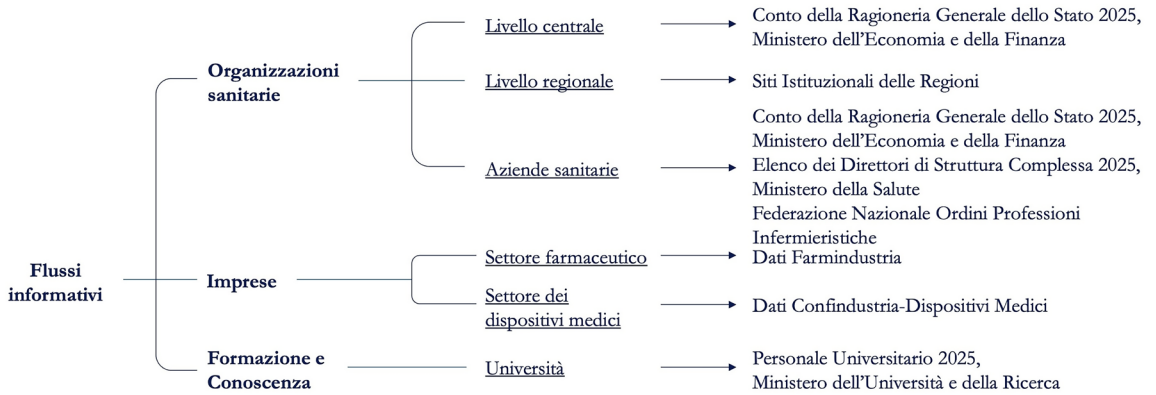 Flussi
informativi
Organizzazioni
sanitarie
Livello centrale
Conto della Ragioneria Generale dello Stato 2025,
Ministero dell'Economia e della Finanza
Livello regionale
Siti Istituzionali delle Regioni
Aziende sanitarie
Conto della Ragioneria Generale dello Stato 2025,
Ministero dell'Economia e della Finanza
Elenco dei Direttori di Struttura Complessa 2025,
Ministero della Salute
Federazione Nazionale Ordini Professioni
Infermieristiche
Imprese
Settore farmaceutico
Dati Farmindustria
Settore dei
dispositivi medici
Dati Confindustria-Dispositivi Medici
Formazione e
Conoscenza
Università
Personale Universitario 2025,
Ministero dell'Università e della Ricerca